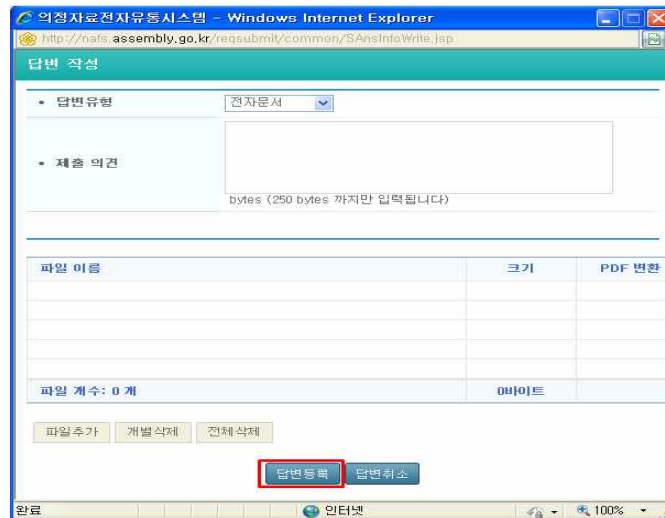 의정자료전자유통시스템 - Windows Internet Explorer
http://nafs.assembly.go.kr/reqsubmit/common/SAnsInfoWrite.jsp
답변 작성
• 답변유형 전자문서
• 제출 의견
bytes (250 bytes 까지만 입력됩니다)
파일 이름 크기 PDF 변환
파일 개수: 0 개 0바이트
파일추가 개별삭제 전체삭제
답변등록 답변취소
완료 인터넷 100%